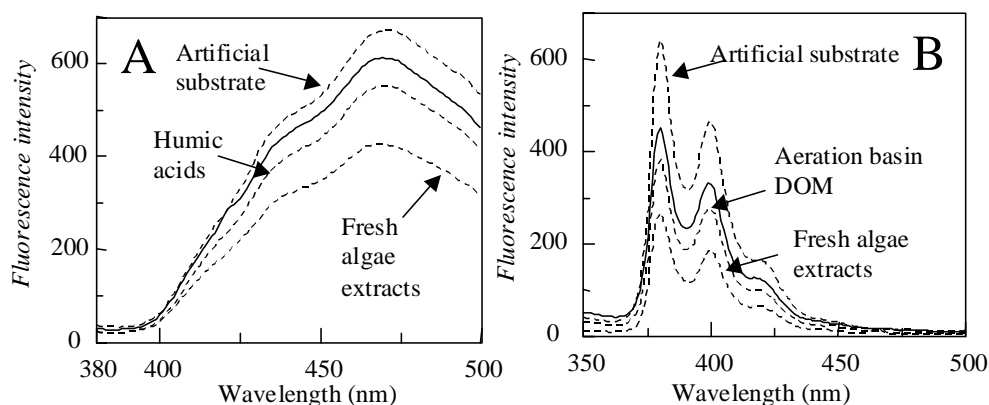 A
Artificial
substrate
Humic
acids
Fresh
algae
extracts
Fluorescence intensity
600
400
200
0
380
400
450
500
Wavelength (nm)
B
Artificial substrate
Aeration basin
DOM
Fresh algae
extracts
Fluorescence intensity
600
400
200
0
350
400
450
500
Wavelength (nm)